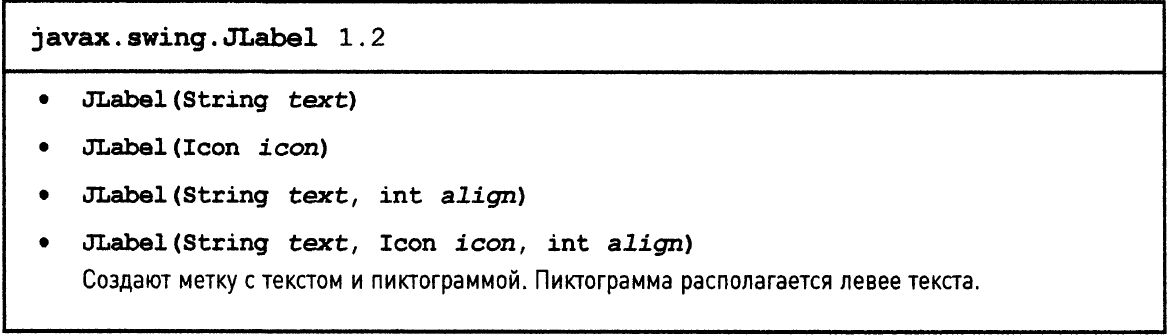 javax.swing.JLabel 1.2
• JLabel(String text)
• JLabel(Icon icon)
• JLabel(String text, int align)
• JLabel(String text, Icon icon, int align)
Создают метку с текстом и пиктограммой. Пиктограмма располагается левее текста.